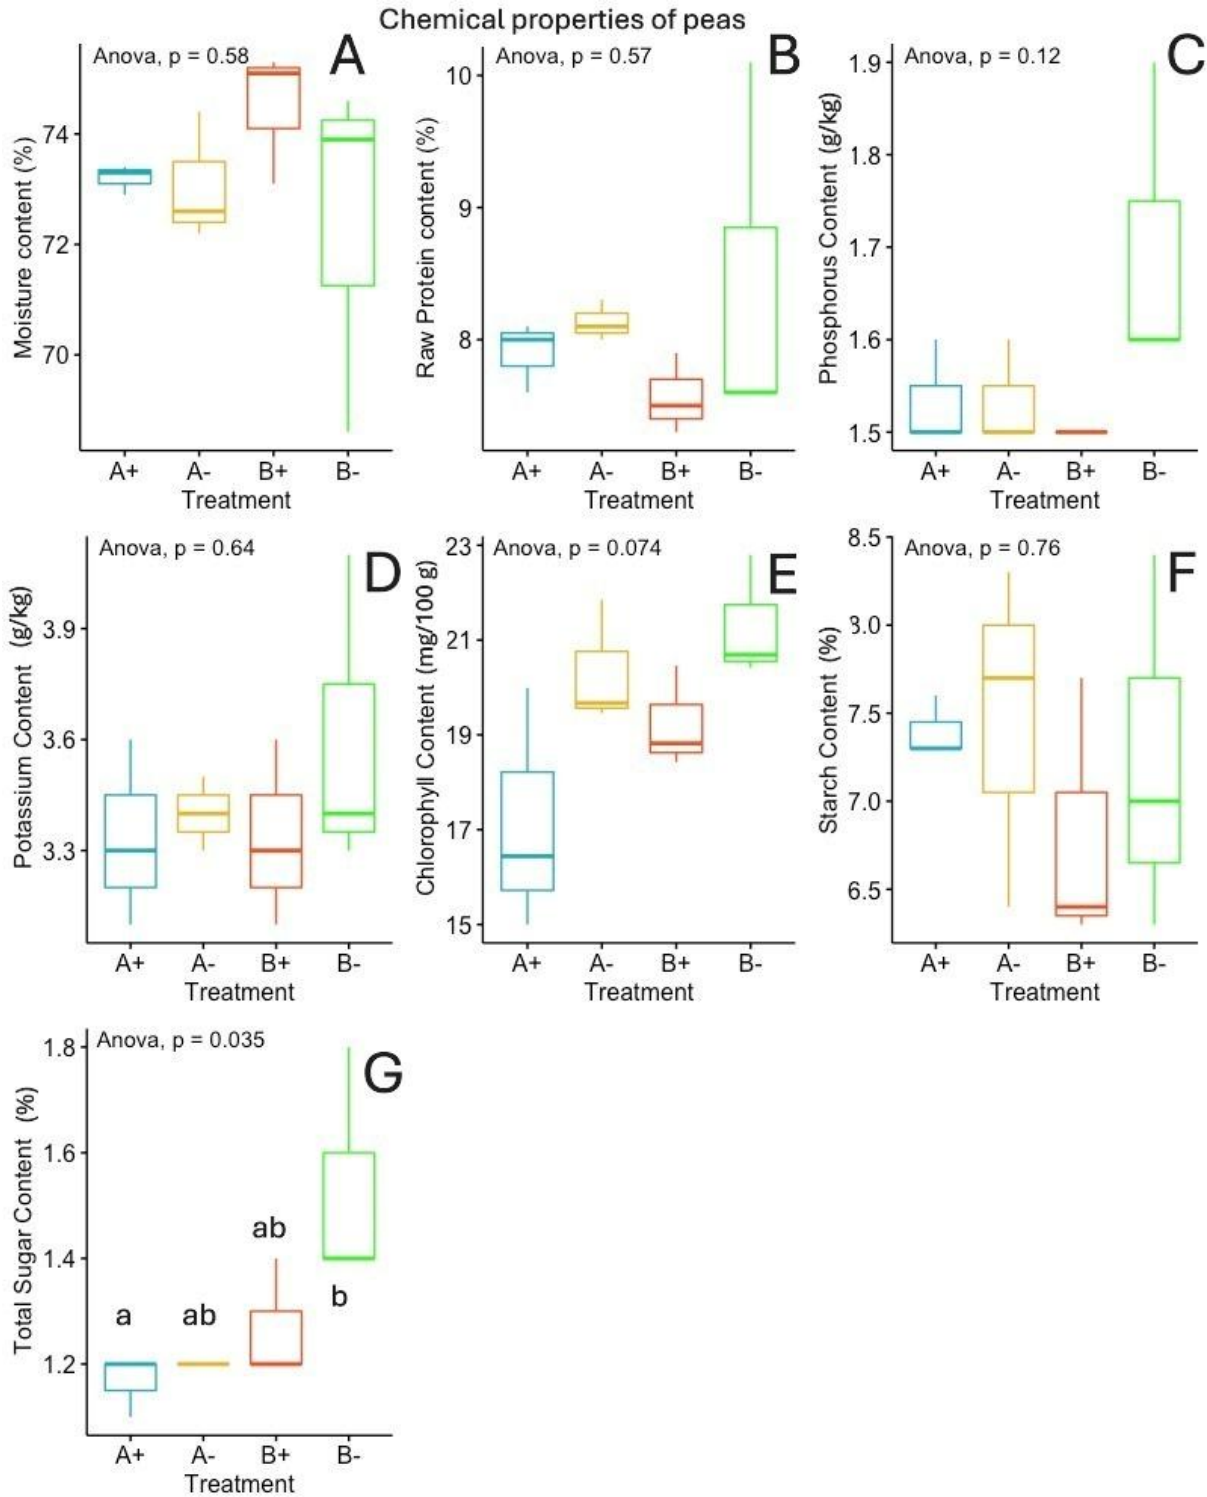 Chemical properties of peas
Anova, p = 0.58
A
Moisture content (%)
74
72
70
A+ A- B+ B-
Treatment
Anova, p = 0.57
B
Raw Protein content (%)
10
9
8
A+ A- B+ B-
Treatment
Anova, p = 0.12
C
Phosphorus Content (g/kg)
1.9
1.8
1.7
1.6
1.5
A+ A- B+ B-
Treatment
Anova, p = 0.64
D
Potassium Content (g/kg)
3.9
3.6
3.3
A+ A- B+ B-
Treatment
Anova, p = 0.074
E
Chlorophyll Content (mg/100 g)
23
21
19
17
15
A+ A- B+ B-
Treatment
Anova, p = 0.76
F
Starch Content (%)
8.5
3.0
7.5
7.0
6.5
A+ A- B+ B-
Treatment
Anova, p = 0.035
G
Total Sugar Content (%)
1.8
1.6
1.4
1.2
a
ab
ab
b
A+ A- B+ B-
Treatment